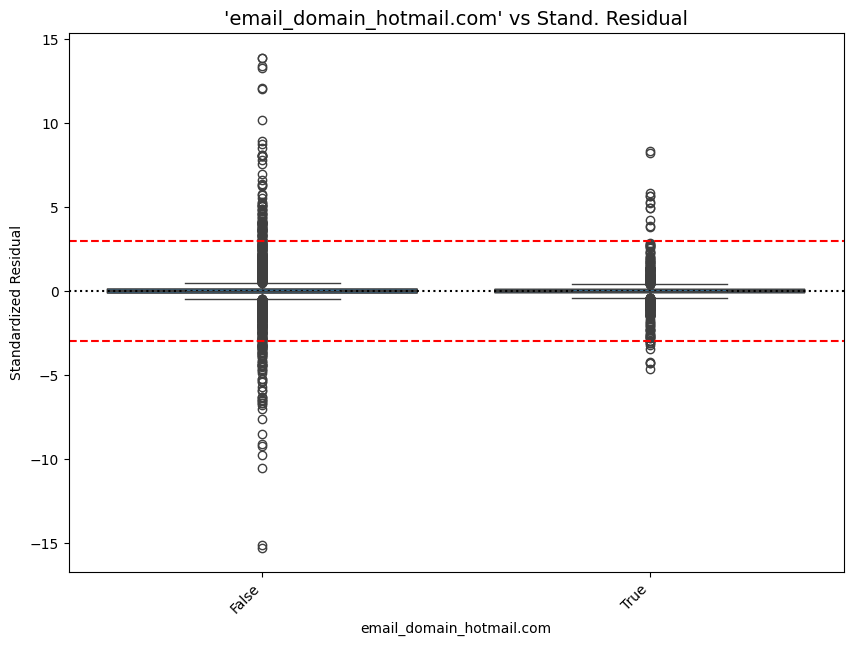 'email_domain_hotmail.com' vs Stand. Residual
15
10
5
0
−5
−10
−15
Standardized Residual
False
True
email_domain_hotmail.com